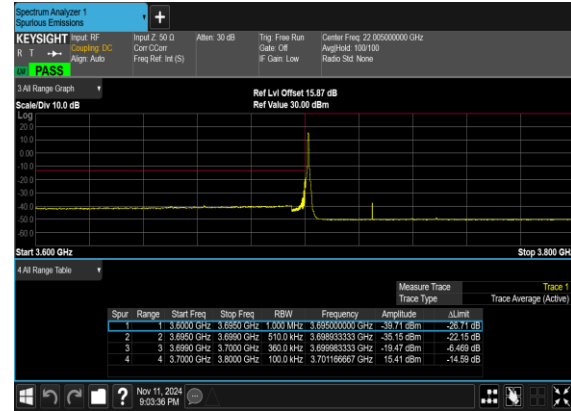 Spectrum Analyzer 1
Spurious Emissions
KEYSIGHT Input: RF Input Z: 50 Ω Atten: 30 dB Trig: Free Run Center Freq: 22.005000000 GHz
R T Coupling: DC Corr CCorr Gate: Off Avg|Hold: 100/100
Align: Auto Freq Ref: Int (S) IF Gain: Low Radio Std: None
PASS
3 All Range Graph
Ref Lvl Offset 15.87 dB
Scale/Div 10.0 dB Ref Value 30.00 dBm
Log
20.0
10.0
0.00
-10.0
-20.0
-30.0
-40.0
-50.0
-60.0
Start 3.600 GHz Stop 3.800 GH
4 All Range Table
Measure Trace Trace 1
Trace Type Trace Average (Active)
Spur Range Start Freq Stop Freq RBW Frequency Amplitude ΔLimit
1 1 3.6000 GHz 3.6950 GHz 1.000 MHz 3.695000000 GHz -39.71 dBm -26.71 dB
2 2 3.6950 GHz 3.6990 GHz 510.0 kHz 3.698933333 GHz -35.15 dBm -22.15 dB
3 3 3.6990 GHz 3.7000 GHz 360.0 kHz 3.699983333 GHz -19.47 dBm -6.469 dB
4 4 3.7000 GHz 3.8000 GHz 100.0 kHz 3.701166667 GHz 15.41 dBm -14.59 dB
Nov 11, 2024
9:03:36 PM